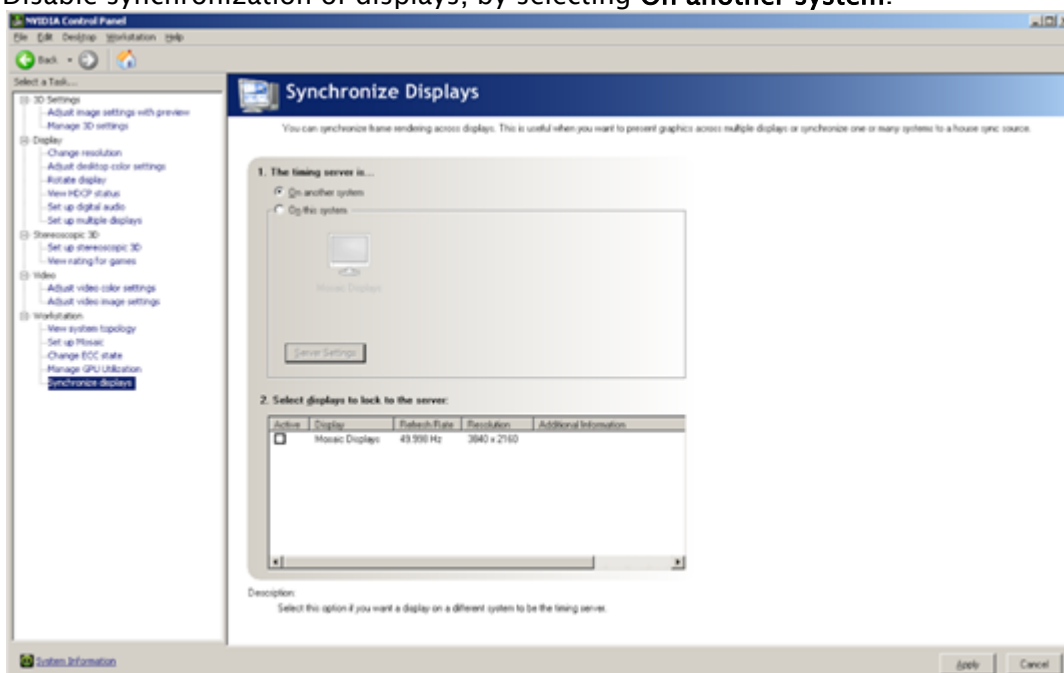 Disable synchronization of displays, by selecting On another system.
NVIDIA Control Panel
File Edit Desktop Workstation Help
Back
Select a Task...
3D Settings
Adjust image settings with preview
Manage 3D settings
Display
Change resolution
Adjust desktop color settings
Rotate display
View HDCP status
Set up digital audio
Set up multiple displays
Stereoscopic 3D
Set up stereoscopic 3D
View rating for games
Video
Adjust video color settings
Adjust video image settings
Workstation
View system topology
Set up Mosaic
Change ECC state
Manage GPU Utilization
Synchronize displays
System Information
Synchronize Displays
You can synchronize frame rendering across displays. This is useful when you want to present graphics across multiple displays or synchronize one or many systems to a house sync source.
1. The timing server is...
On another system
On this system
Mosaic Displays
Server Settings
2. Select displays to lock to the server:
Active Display Refresh Rate Resolution Additional Information
Mosaic Displays 49.998 Hz 3840 x 2160
Description:
Select this option if you want a display on a different system to be the timing server.
Apply Cancel